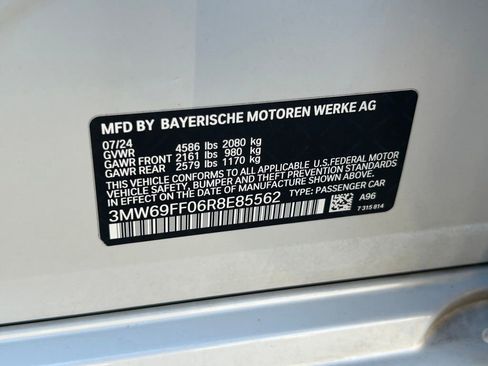 MFD BY BAYERISCHE MOTOREN WERKE AG
07/24
GVWR 4586 lbs 2080 kg
GAWR FRONT 2161 lbs 980 kg
GAWR REAR 2579 lbs 1170 kg
THIS VEHICLE CONFORMS TO ALL APPLICABLE U.S.FEDERAL MOTOR
VEHICLE SAFETY, BUMPER, AND THEFT PREVENTION STANDARDS
IN EFFECT ON THE DATE OF MANUFACTURE SHOWN ABOVE.
3MW69FF06R8E85562
TYPE: PASSENGER CAR
A96
7 315 814